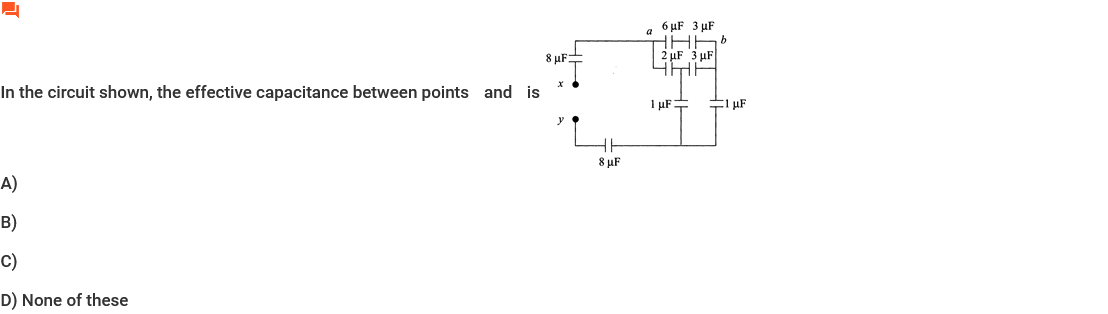 a 6 μF 3 μF
b
8 μF 2 μF 3 μF
x
In the circuit shown, the effective capacitance between points and is
1 μF 1 μF
y
8 μF
A)
B)
C)
D) None of these